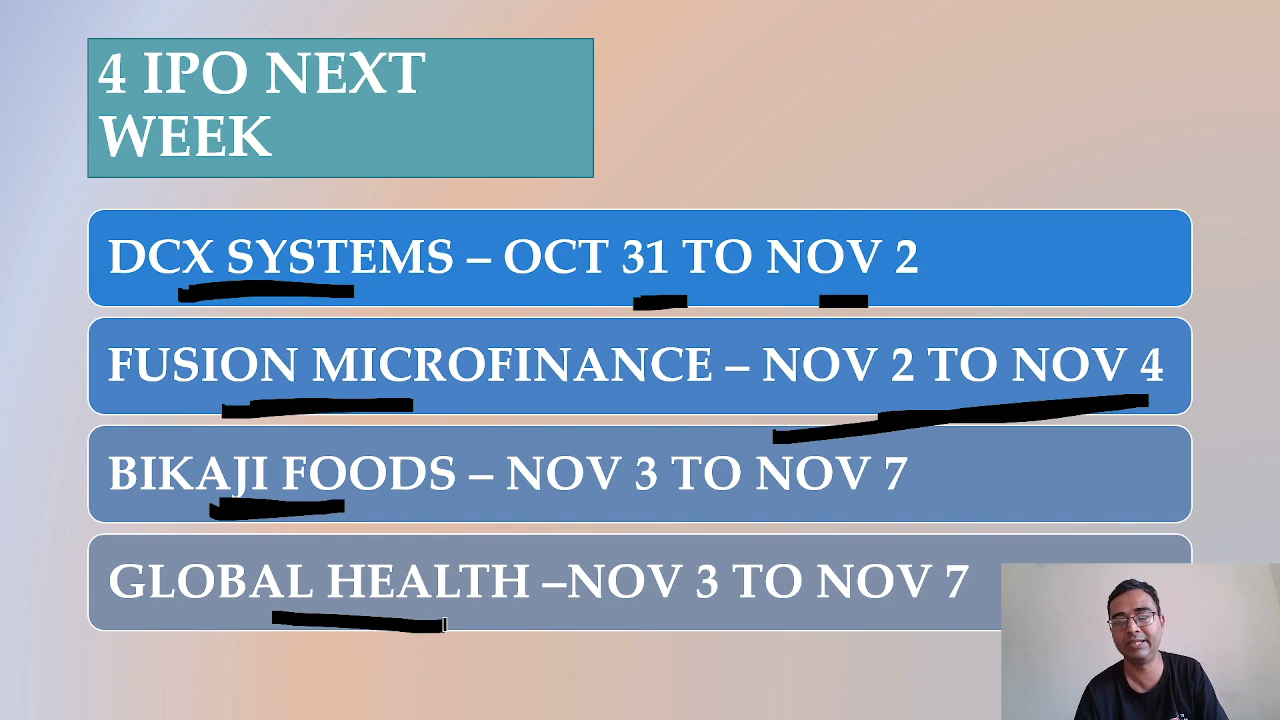 4 IPO NEXT
WEEK
DCX SYSTEMS – OCT 31 TO NOV 2
FUSION MICROFINANCE – NOV 2 TO NOV 4
BIKAJI FOODS – NOV 3 TO NOV 7
GLOBAL HEALTH –NOV 3 TO NOV 7